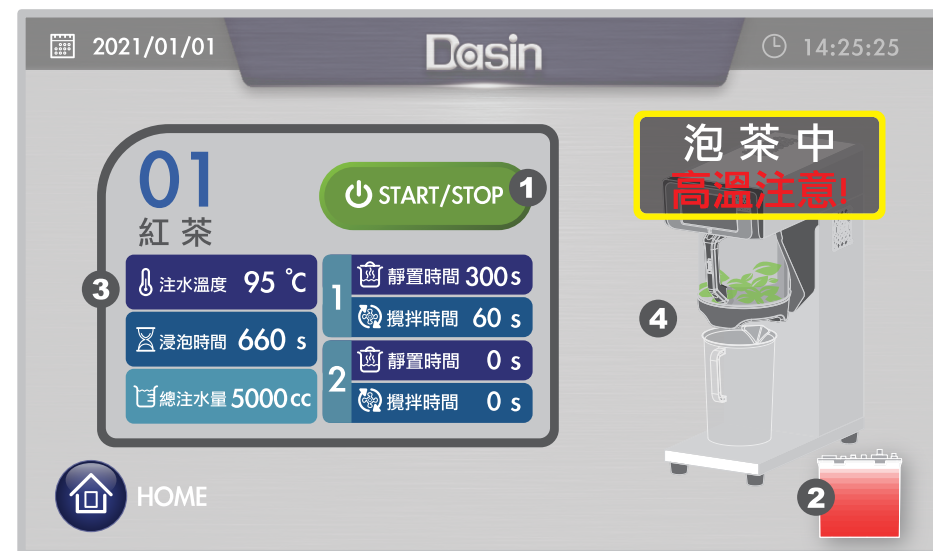 2021/01/01
Dasin
14:25:25
01
紅茶
START/STOP
1
泡茶中
高溫注意!
3
注水溫度 95 ℃
浸泡時間 660 s
總注水量 5000 cc
1
靜置時間 300 s
攪拌時間 60 s
2
靜置時間 0 s
攪拌時間 0 s
4
HOME
2